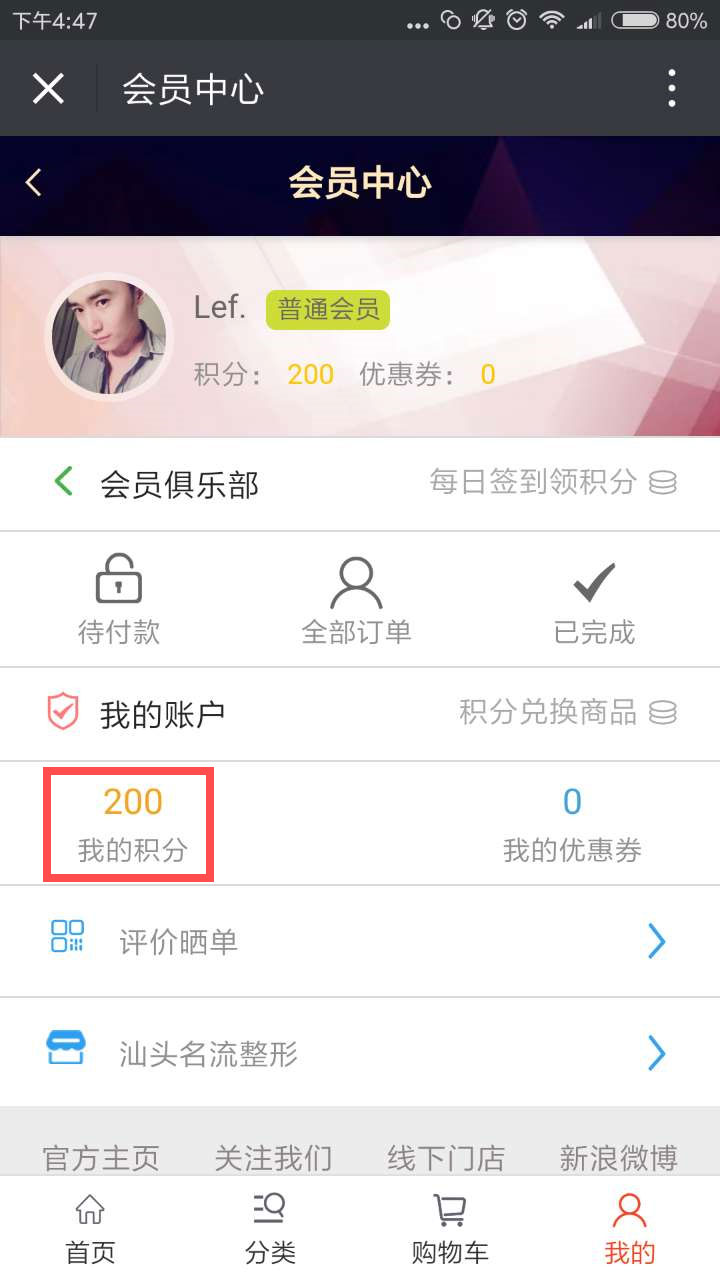 下午4:47
80%
会员中心
会员中心
Lef. 普通会员
积分： 200 优惠券： 0
会员俱乐部 每日签到领积分
待付款 全部订单 已完成
我的账户 积分兑换商品
200 0
我的积分 我的优惠券
评价晒单
汕头名流整形
官方主页 关注我们 线下门店 新浪微博
首页 分类 购物车 我的